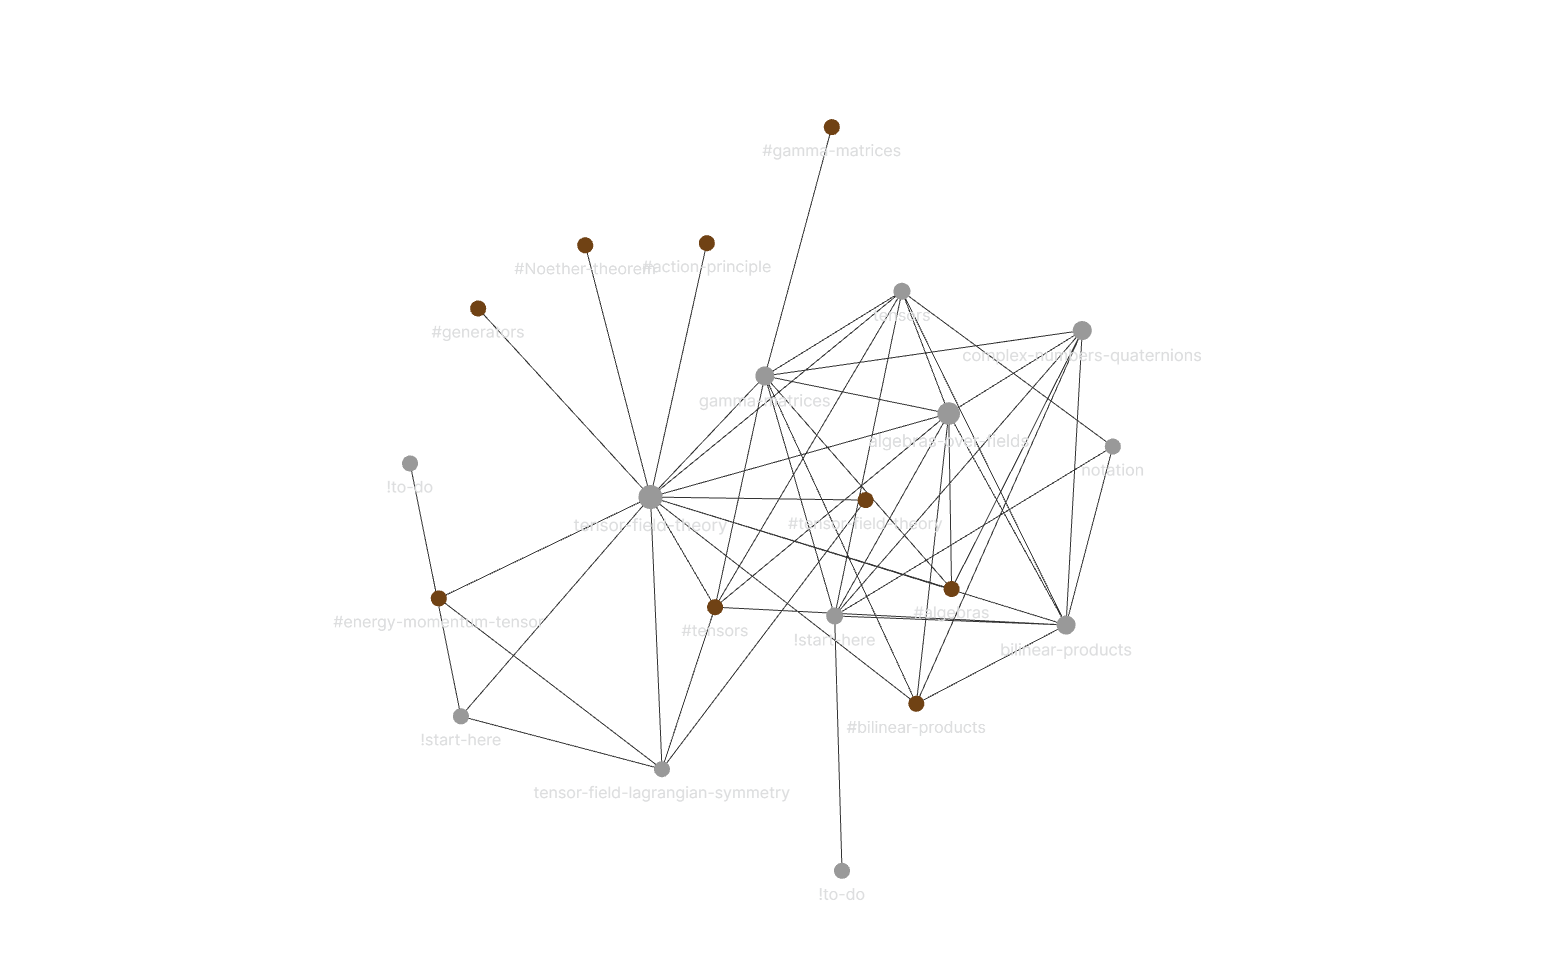 #gamma-matrices
#Noether-theorem
#action-principle
#generators
tensors
complex-numbers-quaternions
gamma-matrices
algebras-over-fields
notation
!to-do
tensor-field-theory
#tensor-field-theory
#algebras
#energy-momentum-tensor
#tensors
!start-here
bilinear-products
#bilinear-products
!start-here
tensor-field-lagrangian-symmetry
!to-do